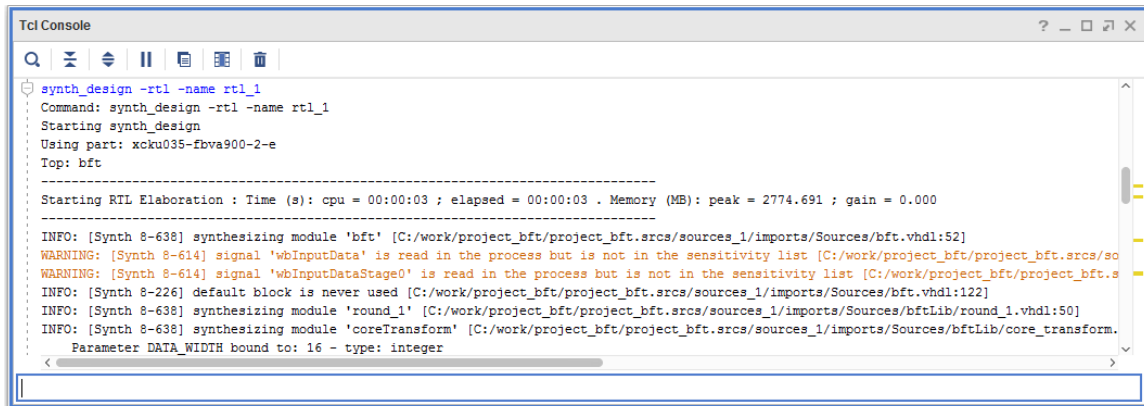 Tcl Console
synth_design -rtl -name rtl_1
Command: synth_design -rtl -name rtl_1
Starting synth_design
Using part: xcku035-fbva900-2-e
Top: bft
---------------------------------------------------------------------------------
Starting RTL Elaboration : Time (s): cpu = 00:00:03 ; elapsed = 00:00:03 . Memory (MB): peak = 2774.691 ; gain = 0.000
---------------------------------------------------------------------------------
INFO: [Synth 8-638] synthesizing module 'bft' [C:/work/project_bft/project_bft.srcs/sources_1/imports/Sources/bft.vhdl:52]
WARNING: [Synth 8-614] signal 'wbInputData' is read in the process but is not in the sensitivity list [C:/work/project_bft/project_bft.srcs/so
WARNING: [Synth 8-614] signal 'wbInputDataStage0' is read in the process but is not in the sensitivity list [C:/work/project_bft/project_bft.s
INFO: [Synth 8-226] default block is never used [C:/work/project_bft/project_bft.srcs/sources_1/imports/Sources/bft.vhdl:122]
INFO: [Synth 8-638] synthesizing module 'round_1' [C:/work/project_bft/project_bft.srcs/sources_1/imports/Sources/bftLib/round_1.vhdl:50]
INFO: [Synth 8-638] synthesizing module 'coreTransform' [C:/work/project_bft/project_bft.srcs/sources_1/imports/Sources/bftLib/core_transform.
Parameter DATA_WIDTH bound to: 16 - type: integer